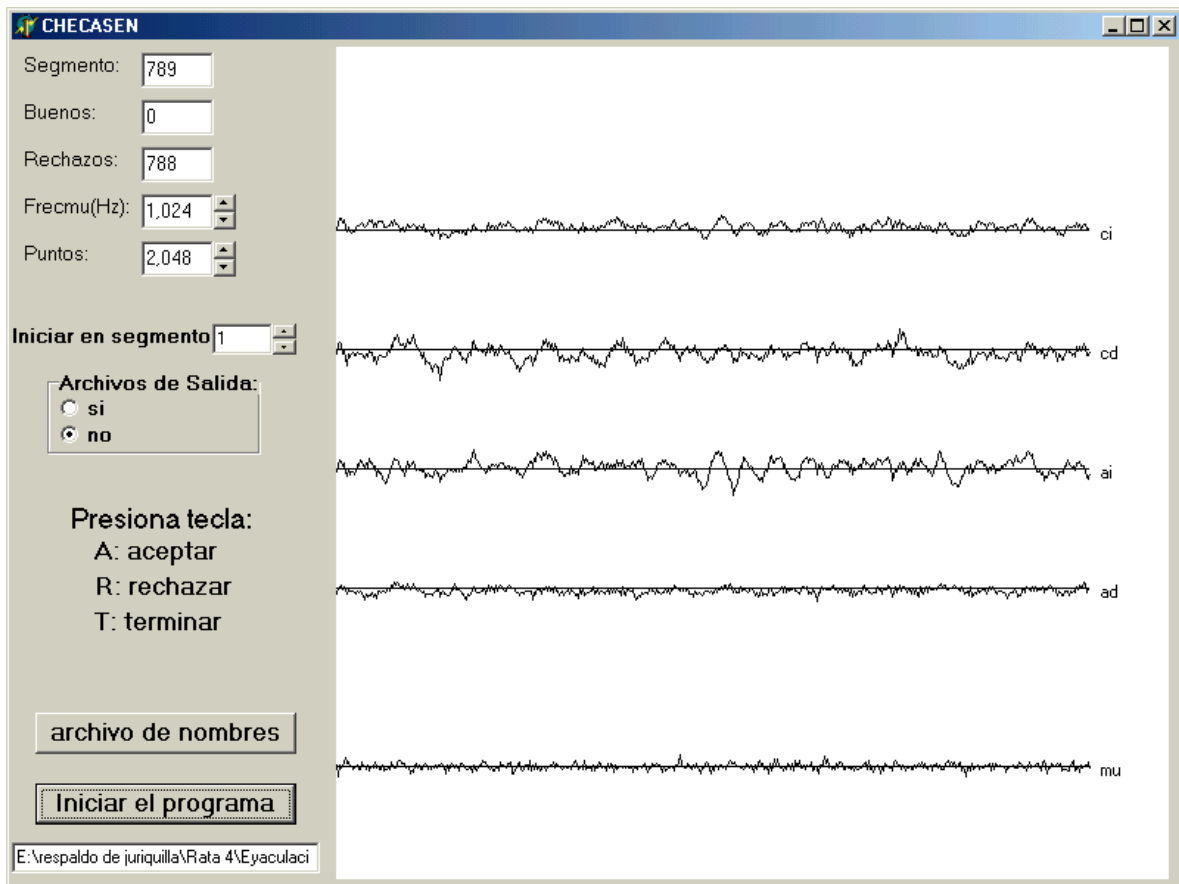 CHECASEN
Segmento: 789
Buenos: 0
Rechazos: 788
Frecmu(Hz): 1,024
Puntos: 2,048
Iniciar en segmento 1
Archivos de Salida:
si
no
Presiona tecla:
A: aceptar
R: rechazar
T: terminar
archivo de nombres
Iniciar el programa
E:\respaldo de juriquilla\Rata 4\Eyaculaci
ci
cd
ai
ad
mu